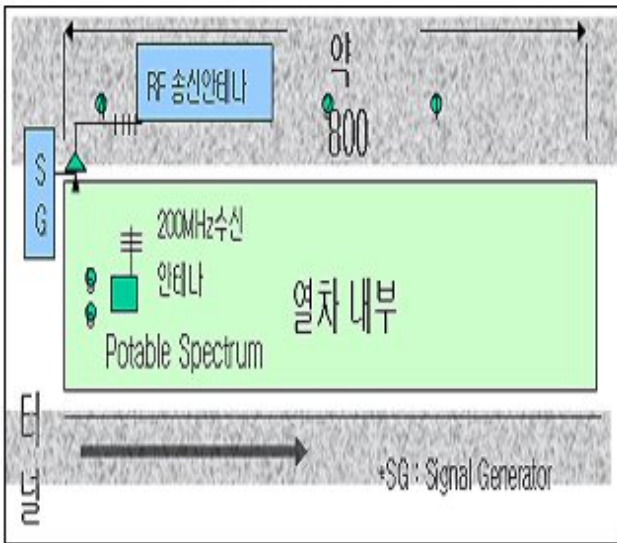 약
800
RF 송신안테나
S
G
200MHz수신
안테나
열차 내부
Potable Spectrum
터
널
*SG : Signal Generator